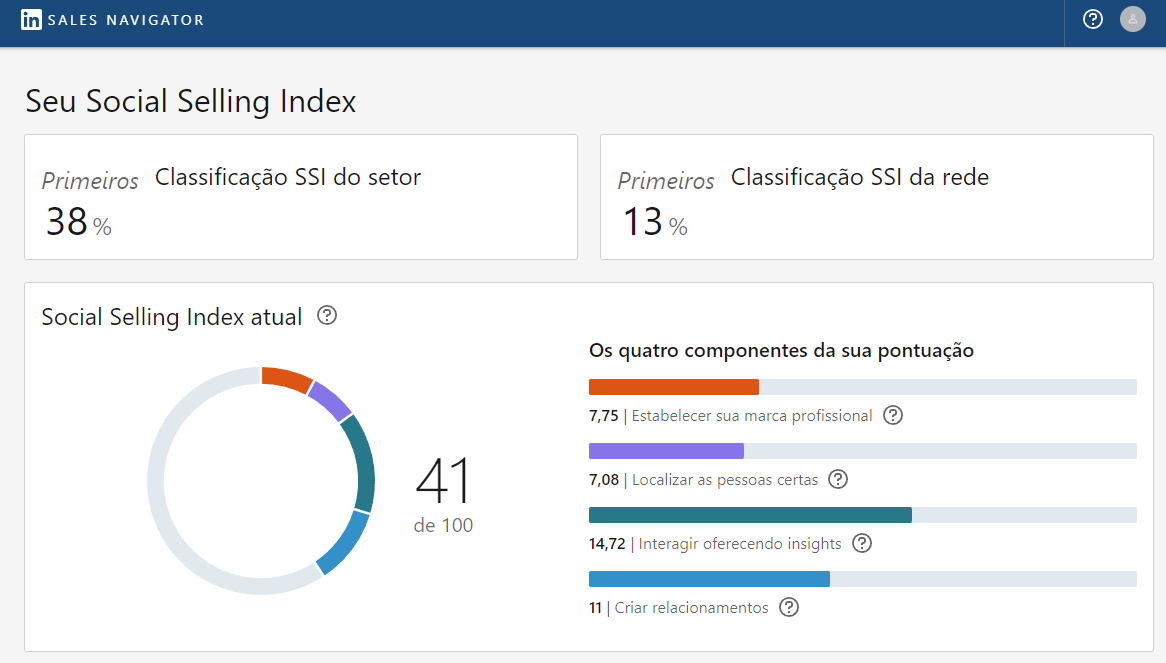 in SALES NAVIGATOR
Seu Social Selling Index
Primeiros Classificação SSI do setor
38 %
Primeiros Classificação SSI da rede
13 %
Social Selling Index atual ?
41
de 100
Os quatro componentes da sua pontuação
7,75 | Estabelecer sua marca profissional ?
7,08 | Localizar as pessoas certas ?
14,72 | Interagir oferecendo insights ?
11 | Criar relacionamentos ?